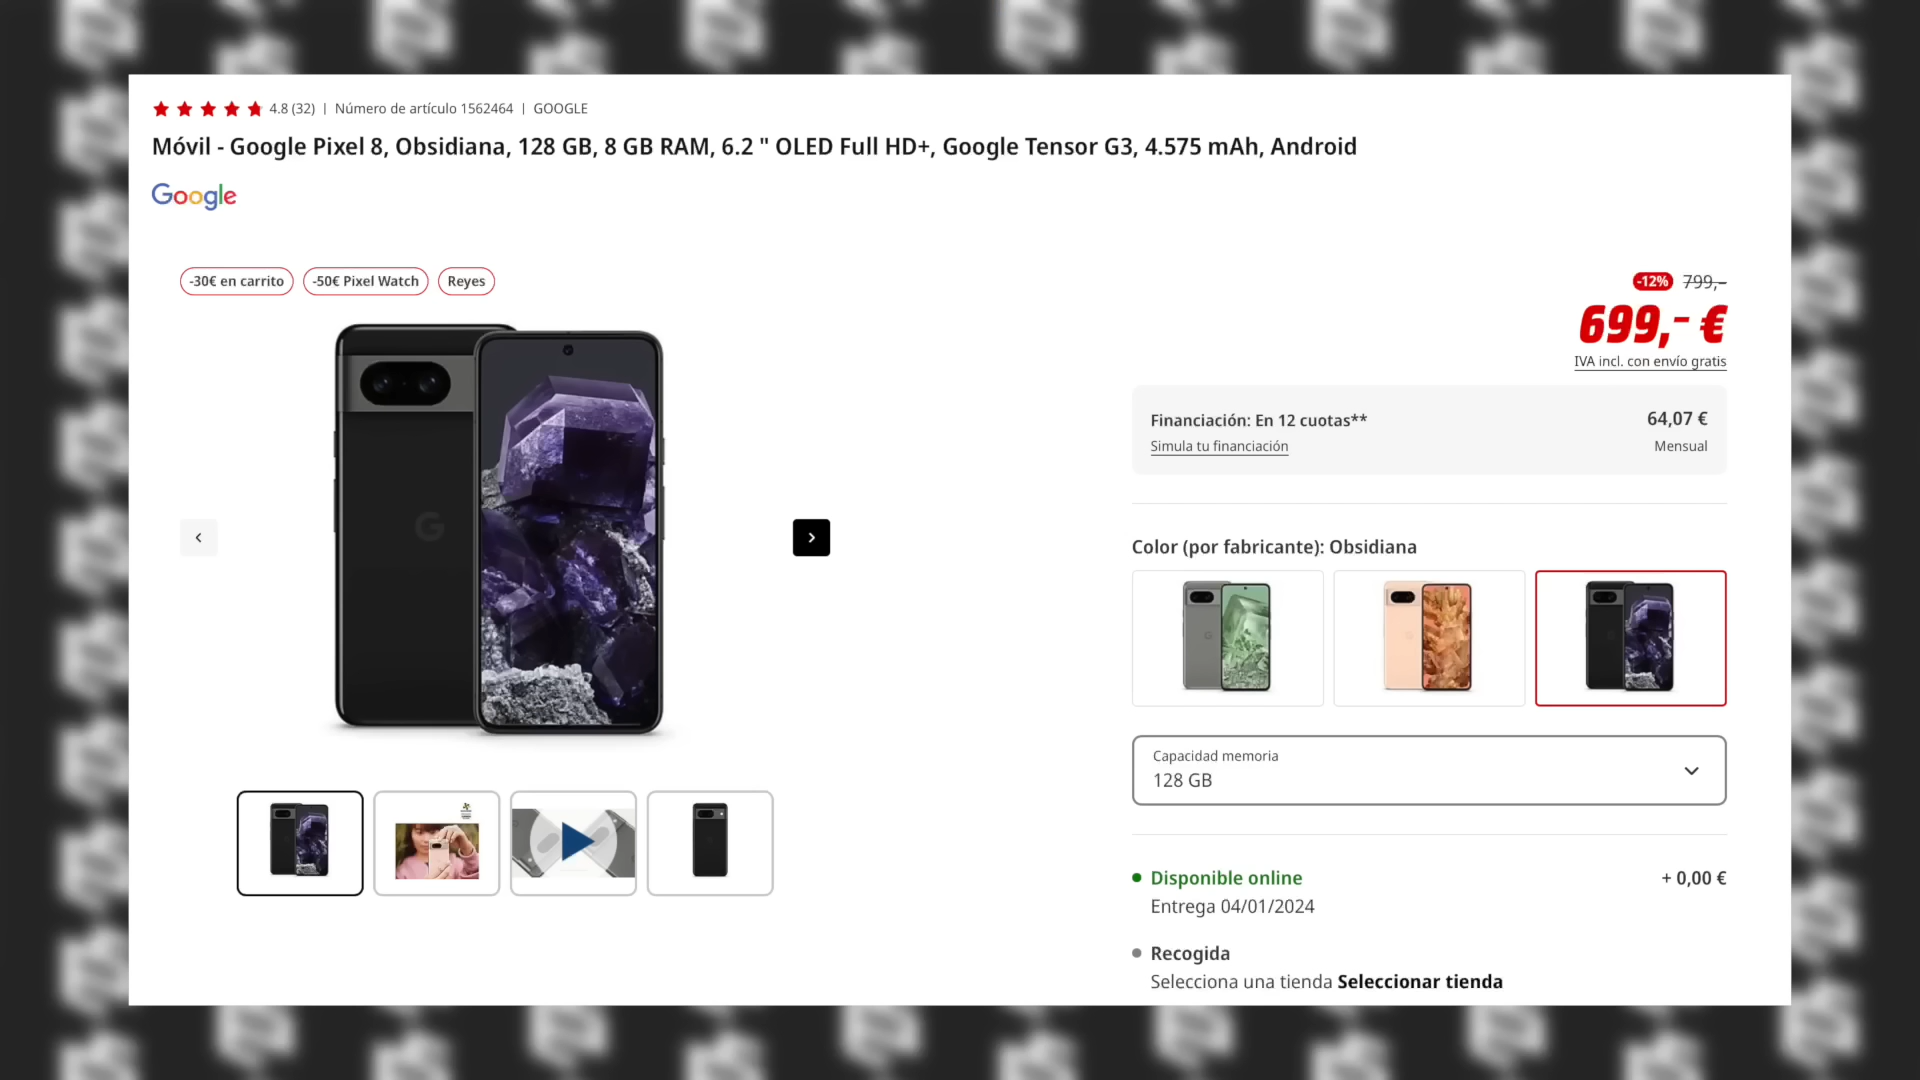 4.8 (32) | Número de artículo 1562464 | GOOGLE
Móvil - Google Pixel 8, Obsidiana, 128 GB, 8 GB RAM, 6.2 " OLED Full HD+, Google Tensor G3, 4.575 mAh, Android
Google
-30€ en carrito
-50€ Pixel Watch
Reyes
-12% 799,–
699,– €
IVA incl. con envío gratis
Financiación: En 12 cuotas** 64,07 €
Simula tu financiación Mensual
Color (por fabricante): Obsidiana
Capacidad memoria
128 GB
Disponible online + 0,00 €
Entrega 04/01/2024
Recogida
Selecciona una tienda Seleccionar tienda